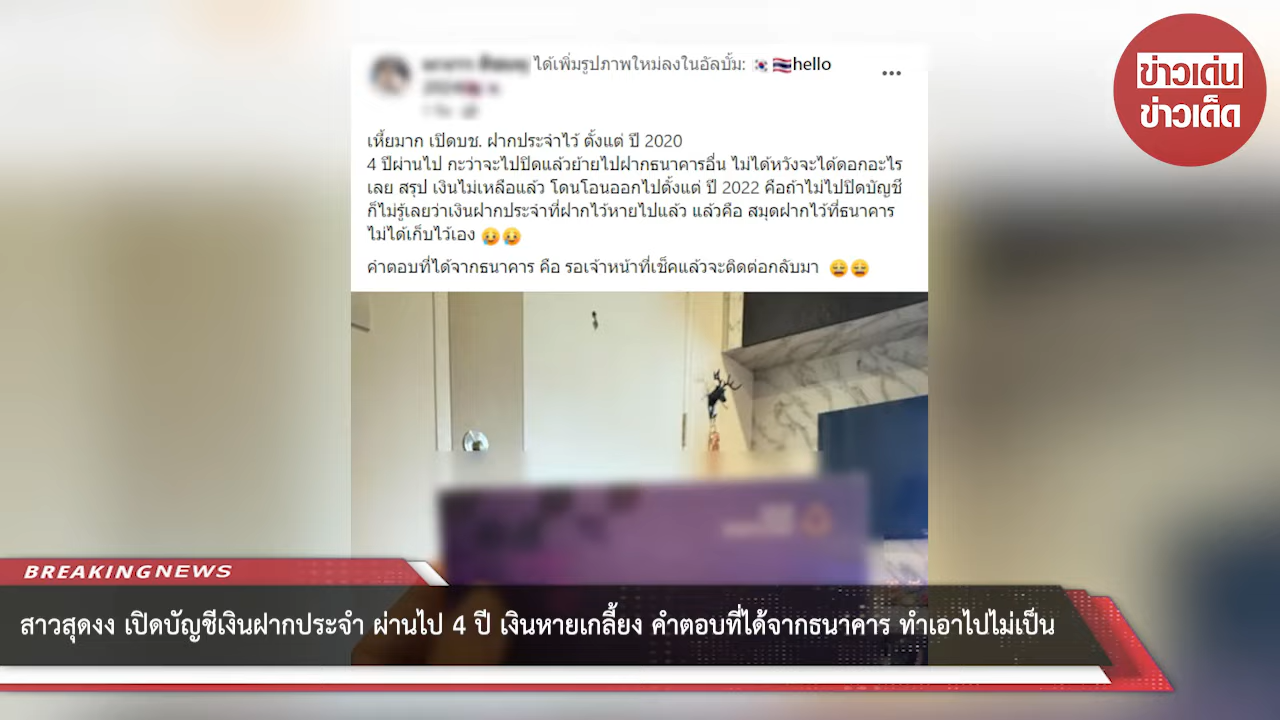 ข่าวเด่น
ข่าวเด็ด
ได้เพิ่มรูปภาพใหม่ลงในอัลบั้ม: 🇰🇷🇹🇭hello
เหี้ยมาก เปิดบช. ฝากประจำไว้ ตั้งแต่ ปี 2020
4 ปีผ่านไป กะว่าจะไปปิดแล้วย้ายไปฝากธนาคารอื่น ไม่ได้หวังจะได้ดอกอะไร
เลย สรุป เงินไม่เหลือแล้ว โดนโอนออกไปตั้งแต่ ปี 2022 คือถ้าไม่ไปปิดบัญชี
ก็ไม่รู้เลยว่าเงินฝากประจำที่ฝากไว้หายไปแล้ว แล้วคือ สมุดฝากไว้ที่ธนาคาร
ไม่ได้เก็บไว้เอง 😥😥
คำตอบที่ได้จากธนาคาร คือ รอเจ้าหน้าที่เช็คแล้วจะติดต่อกลับมา 😩😩
BREAKINGNEWS
สาวสุดงง เปิดบัญชีเงินฝากประจำ ผ่านไป 4 ปี เงินหายเกลี้ยง คำตอบที่ได้จากธนาคาร ทำเอาไปไม่เป็น